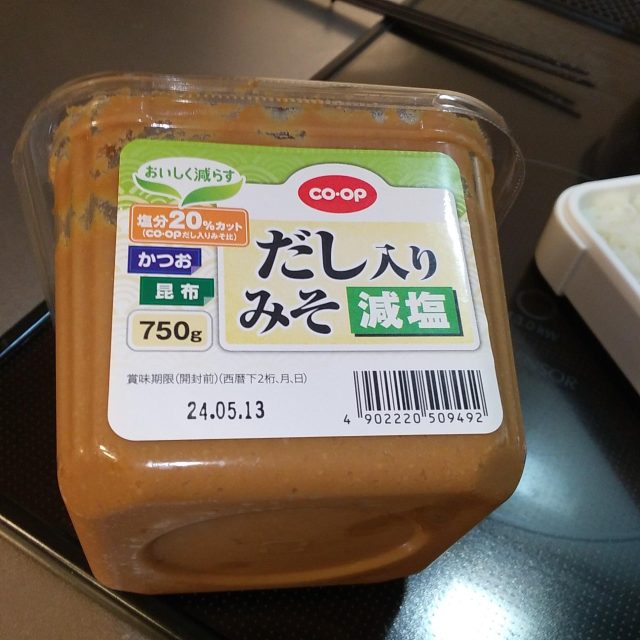 おいしく減らす
CO·OP
塩分20%カット
(CO·OPだし入りみそ比)
かつお
昆布
750g
だし入り
みそ 減塩
賞味期限(開封前)(西暦下2桁、月、日)
24.05.13
4 902220 509492